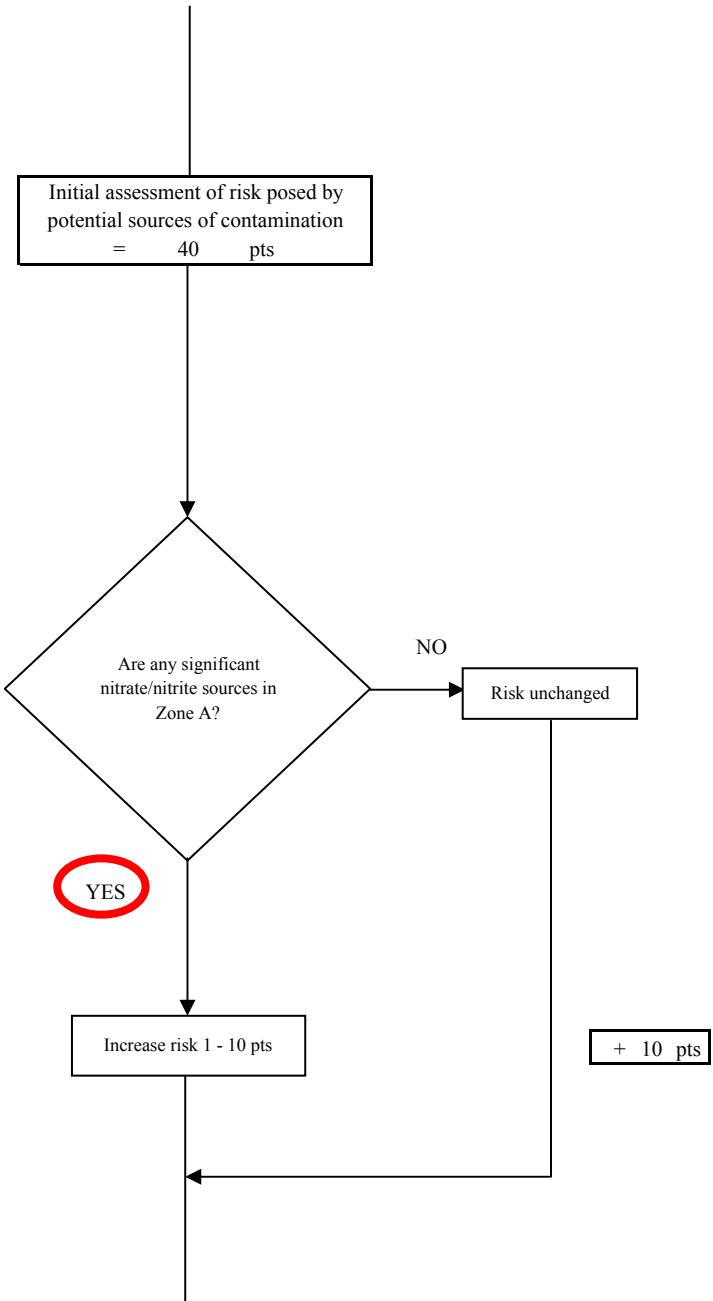 Initial assessment of risk posed by
potential sources of contamination
= 40 pts
Are any significant
nitrate/nitrite sources in
Zone A?
NO
Risk unchanged
YES
Increase risk 1 - 10 pts
+ 10 pts